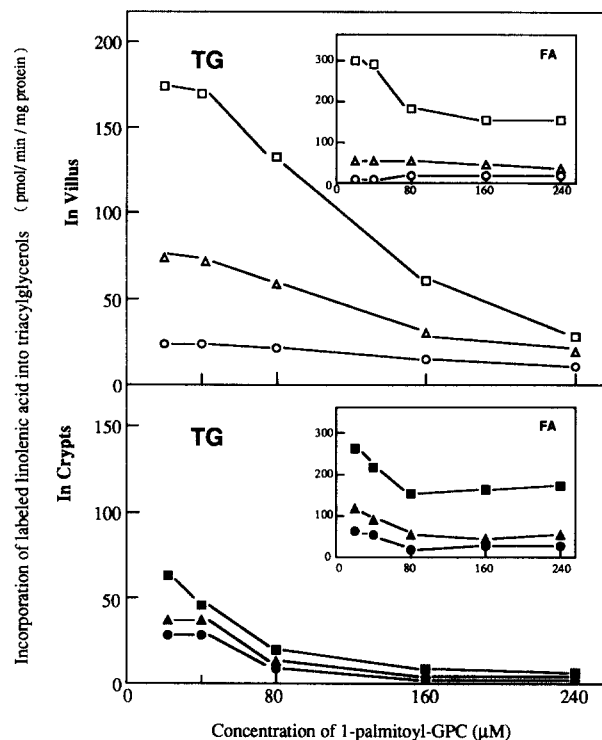 Incorporation of labeled linolenic acid into triacylglycerols ( pmol/ min / mg protein )
In Villus
200
150
100
50
0
TG
FA
300
200
100
0
0 80 160 240
In Crypts
150
100
50
0
TG
FA
300
200
100
0
0 80 160 240
0 80 160 240
Concentration of 1-palmitoyl-GPC (µM)